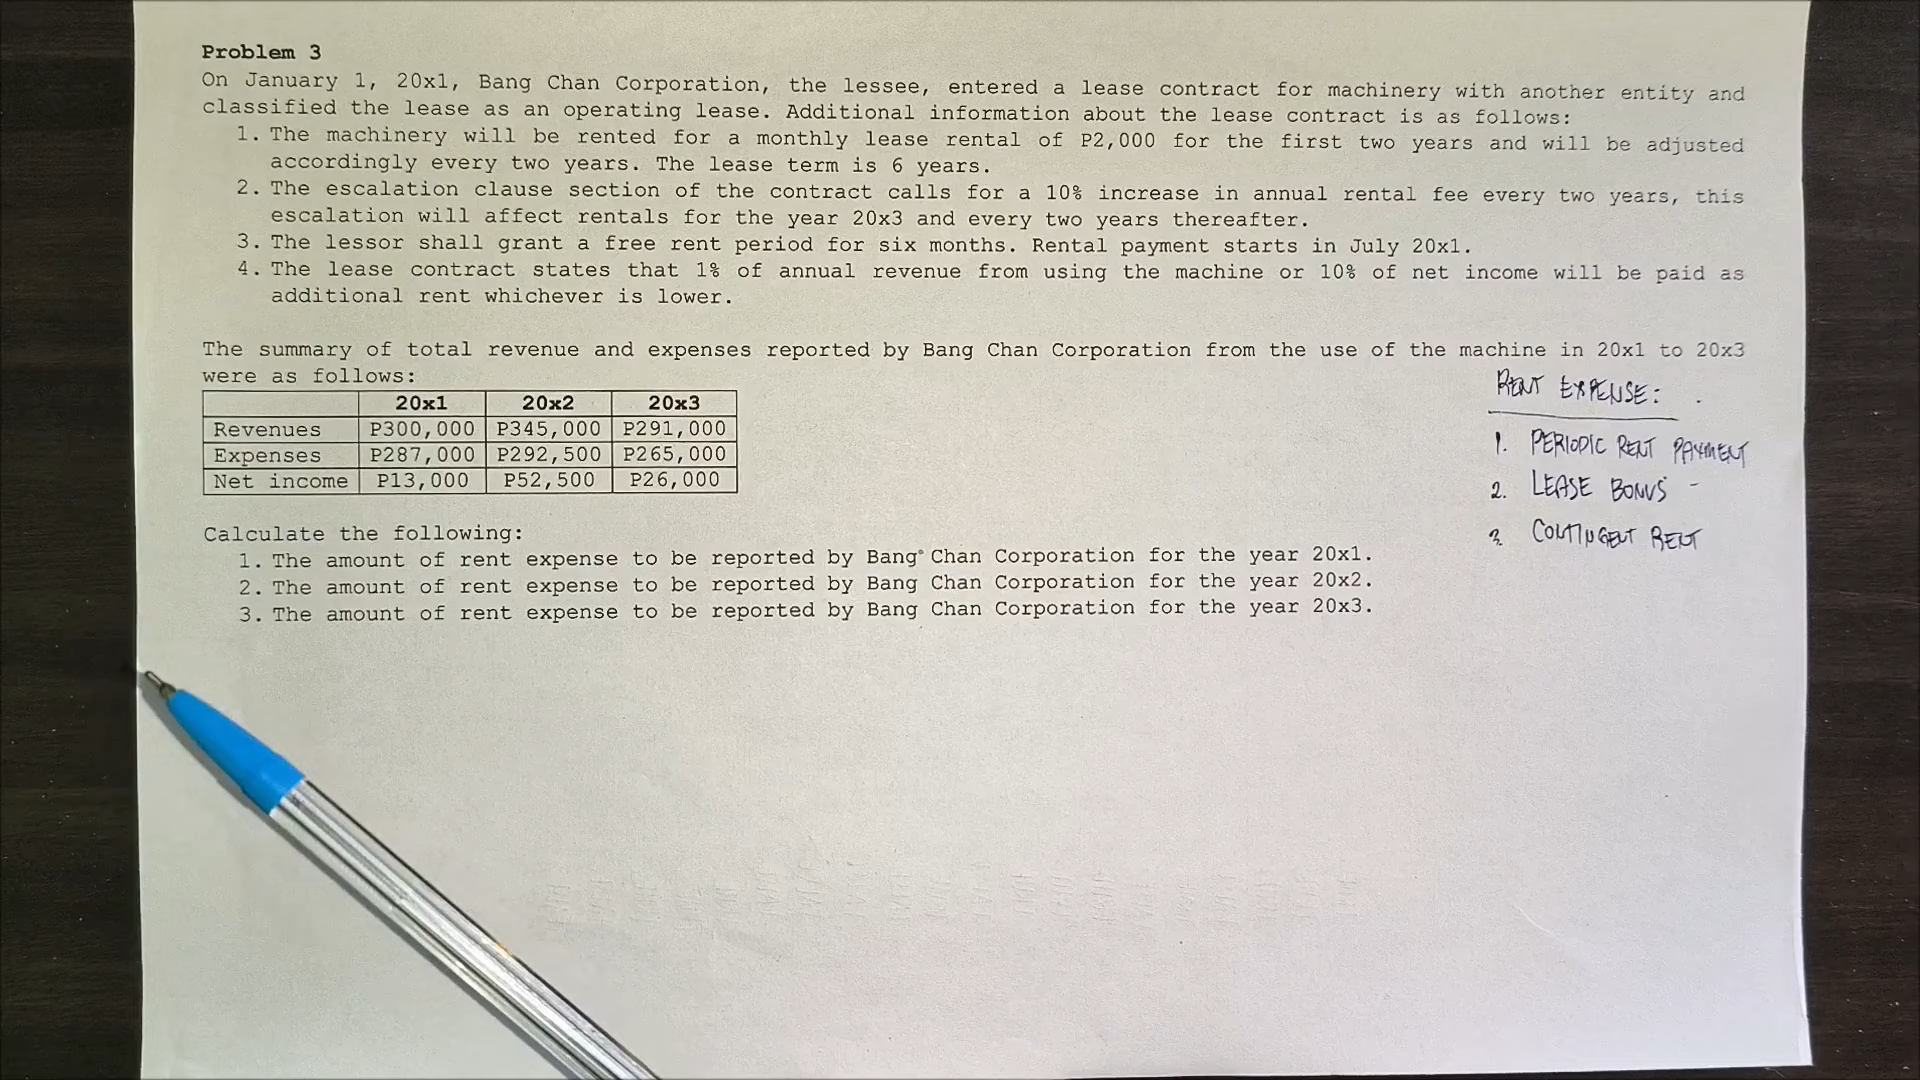 Problem 3
On January 1, 20x1, Bang Chan Corporation, the lessee, entered a lease contract for machinery with another entity and
classified the lease as an operating lease. Additional information about the lease contract is as follows:
1. The machinery will be rented for a monthly lease rental of P2,000 for the first two years and will be adjusted
accordingly every two years. The lease term is 6 years.
2. The escalation clause section of the contract calls for a 10% increase in annual rental fee every two years, this
escalation will affect rentals for the year 20x3 and every two years thereafter.
3. The lessor shall grant a free rent period for six months. Rental payment starts in July 20x1.
4. The lease contract states that 1% of annual revenue from using the machine or 10% of net income will be paid as
additional rent whichever is lower.
The summary of total revenue and expenses reported by Bang Chan Corporation from the use of the machine in 20x1 to 20x3
were as follows:
20x1 20x2 20x3
Revenues P300,000 P345,000 P291,000
Expenses P287,000 P292,500 P265,000
Net income P13,000 P52,500 P26,000
Calculate the following:
1. The amount of rent expense to be reported by Bang Chan Corporation for the year 20x1.
2. The amount of rent expense to be reported by Bang Chan Corporation for the year 20x2.
3. The amount of rent expense to be reported by Bang Chan Corporation for the year 20x3.
RENT EXPENSE:
1. PERIODIC RENT PAYMENT
2. LEASE BONUS -
3. CONTINGENT RENT